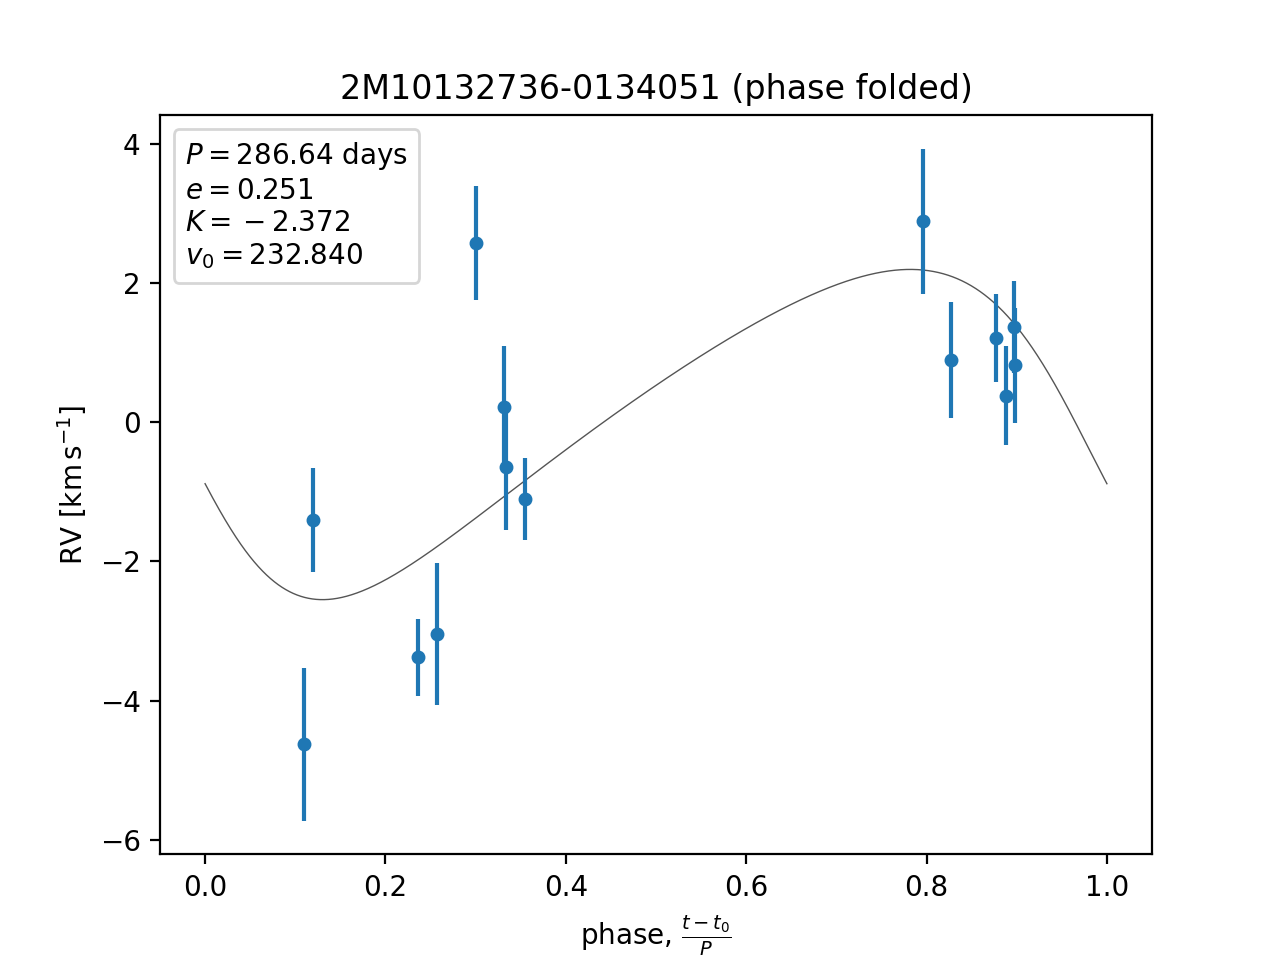 2M10132736-0134051 (phase folded)
P = 286.64 days
e = 0.251
K = −2.372
v₀ = 232.840
4
2
0
−2
−4
−6
RV [km s⁻¹]
0.0 0.2 0.4 0.6 0.8 1.0
phase, (t − t₀)/P